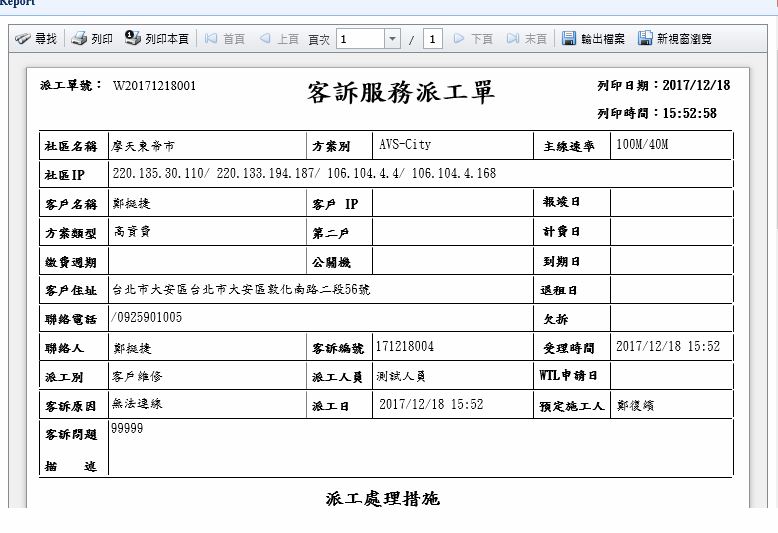 Report
尋找 列印 列印本頁 首頁 上頁 頁次 1 / 1 下頁 末頁 輸出檔案 新視窗瀏覽
派工單號： W20171218001 客訴服務派工單 列印日期：2017/12/18
列印時間：15:52:58
社區名稱 摩天東帝市 方案別 AVS-City 主線速率 100M/40M
社區IP 220.135.30.110/ 220.133.194.187/ 106.104.4.4/ 106.104.4.168
客戶名稱 鄭挺捷 客戶 IP 報竣日
方案類型 高資費 第二戶 計費日
繳費週期 公關機 到期日
客戶住址 台北市大安區台北市大安區敦化南路二段56號 退租日
聯絡電話 /0925901005 欠拆
聯絡人 鄭挺捷 客訴編號 171218004 受理時間 2017/12/18 15:52
派工別 客戶維修 派工人員 測試人員 WTL申請日
客訴原因 無法連線 派工日 2017/12/18 15:52 預定施工人 鄭復繽
客訴問題 99999
描 述
派工處理措施